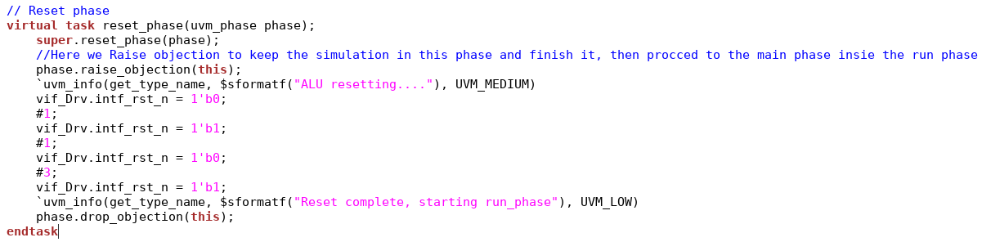 // Reset phase
virtual task reset_phase(uvm_phase phase);
super.reset_phase(phase);
//Here we Raise objection to keep the simulation in this phase and finish it, then procced to the main phase insie the run phase
phase.raise_objection(this);
`uvm_info(get_type_name, $sformatf("ALU resetting...."), UVM_MEDIUM)
vif_Drv.intf_rst_n = 1'b0;
#1;
vif_Drv.intf_rst_n = 1'b1;
#1;
vif_Drv.intf_rst_n = 1'b0;
#3;
vif_Drv.intf_rst_n = 1'b1;
`uvm_info(get_type_name, $sformatf("Reset complete, starting run_phase"), UVM_LOW)
phase.drop_objection(this);
endtask